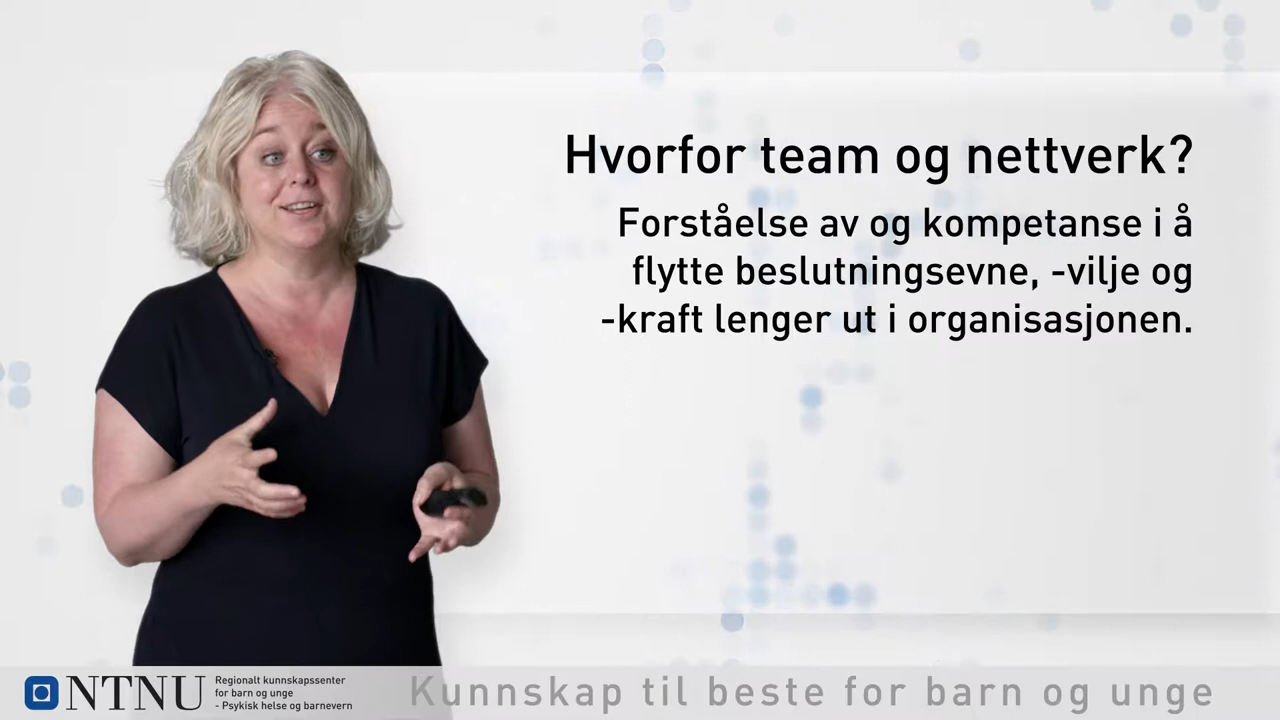 Hvorfor team og nettverk?
Forståelse av og kompetanse i å
flytte beslutningsevne, -vilje og
-kraft lenger ut i organisasjonen.
NTNU
Regionalt kunnskapssenter
for barn og unge
- Psykisk helse og barnevern
Kunnskap til beste for barn og unge